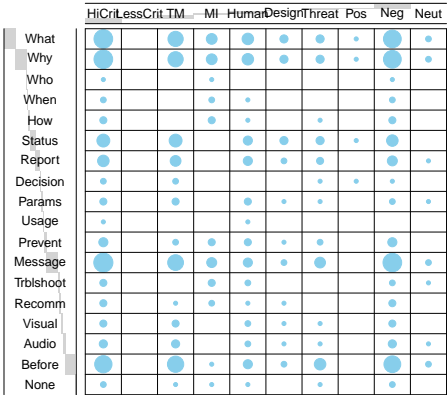 HiCrit LessCrit TM MI Human Design Threat Pos Neg Neut
What
Why
Who
When
How
Status
Report
Decision
Params
Usage
Prevent
Message
Trblshoot
Recomm
Visual
Audio
Before
None